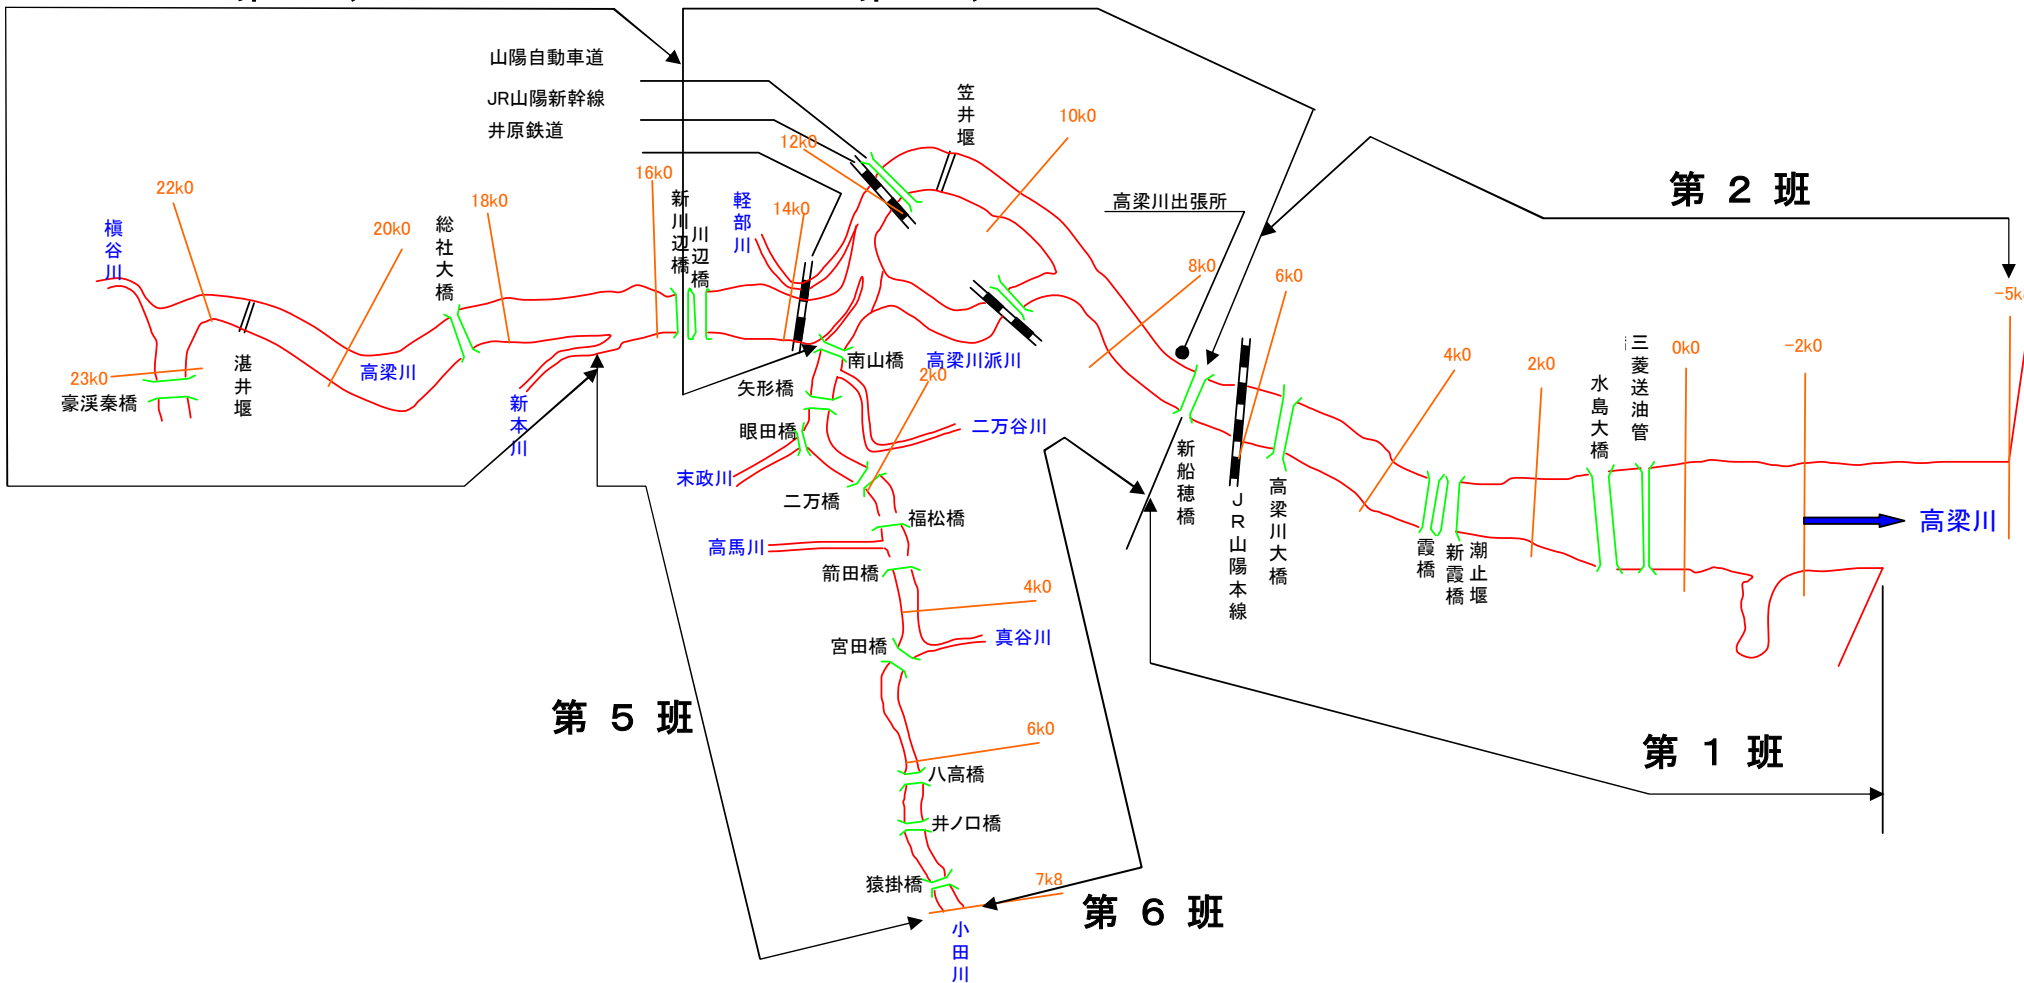 山陽自動車道
JR山陽新幹線
井原鉄道
笠井堰
10k0
12k0
高梁川出張所
第 2 班
22k0
16k0
18k0
新川辺橋
川辺橋
軽部川
14k0
槇谷川
20k0
総社大橋
8k0
6k0
湛井堰
高梁川
23k0
豪渓秦橋
新本川
南山橋
高梁川派川
2k0
矢形橋
眼田橋
二万谷川
末政川
二万橋
福松橋
高馬川
箭田橋
4k0
宮田橋
真谷川
新船穂橋
JR山陽本線
高梁川大橋
4k0
2k0
水島大橋
三菱送油管
0k0
-2k0
霞橋
新霞橋
潮止堰
高梁川
第 5 班
6k0
八高橋
井ノ口橋
猿掛橋
7k8
第 6 班
第 1 班
小田川